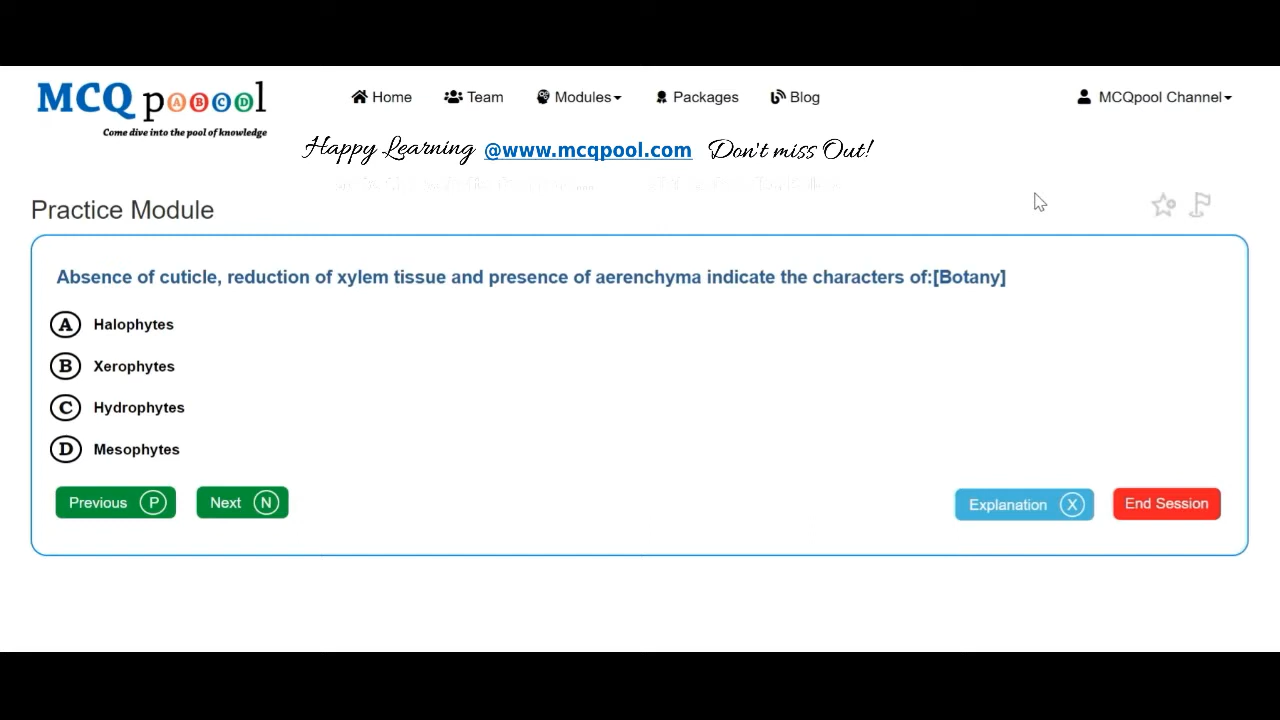 MCQ pool
A B C D
Come dive into the pool of knowledge
Home Team Modules Packages Blog MCQpool Channel
Happy Learning @www.mcqpool.com Don't miss Out!
Practice Module
Absence of cuticle, reduction of xylem tissue and presence of aerenchyma indicate the characters of:[Botany]
A Halophytes
B Xerophytes
C Hydrophytes
D Mesophytes
Previous P Next N Explanation X End Session